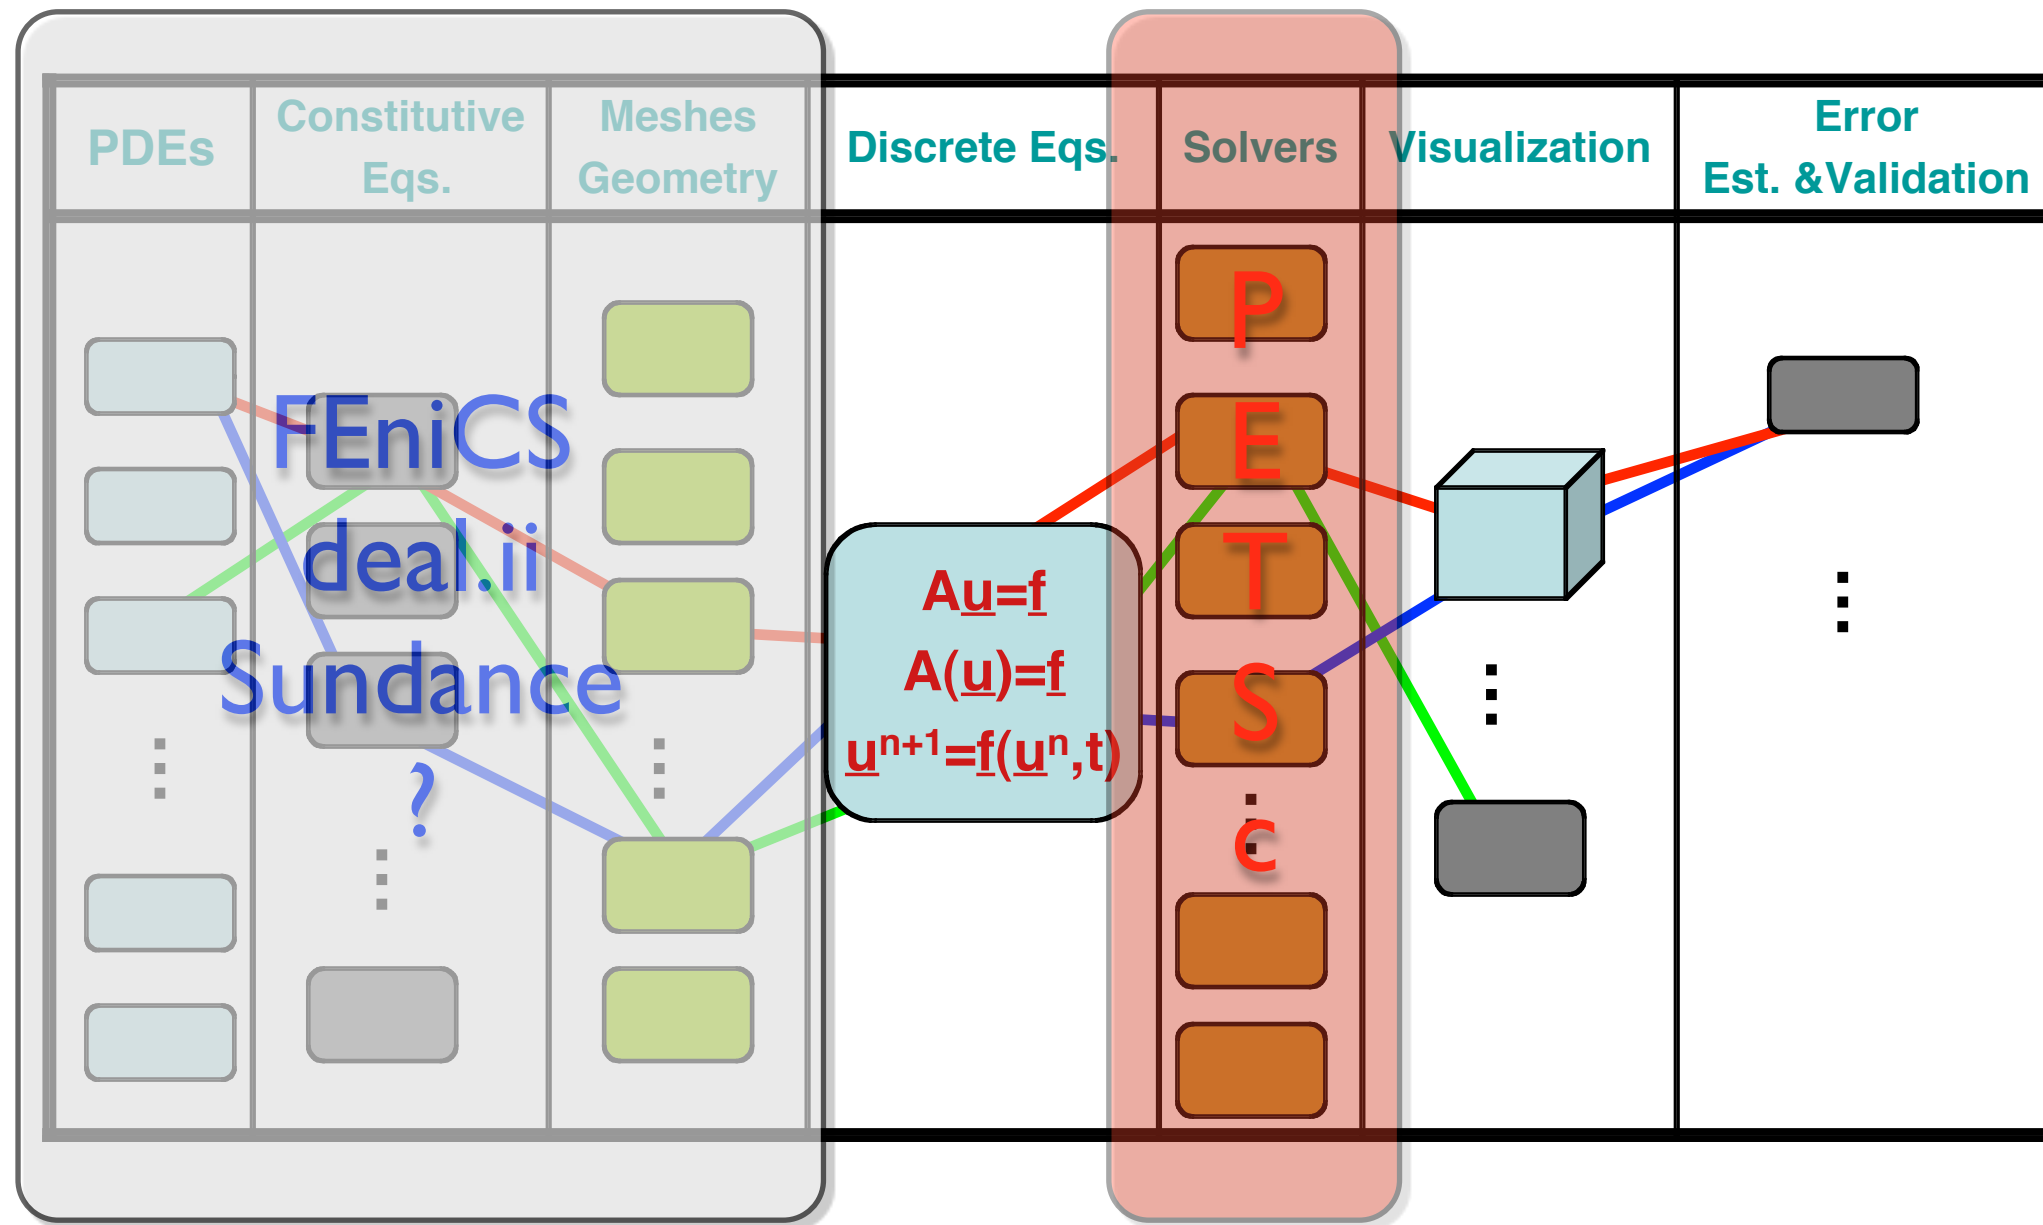 PDEs
Constitutive
Eqs.
Meshes
Geometry
Discrete Eqs.
Solvers
Visualization
Error
Est. &Validation
FEniCS
deal.ii
Sundance
?
Au=f
A(u)=f
uⁿ⁺¹=f(uⁿ,t)
P
E
T
S
c